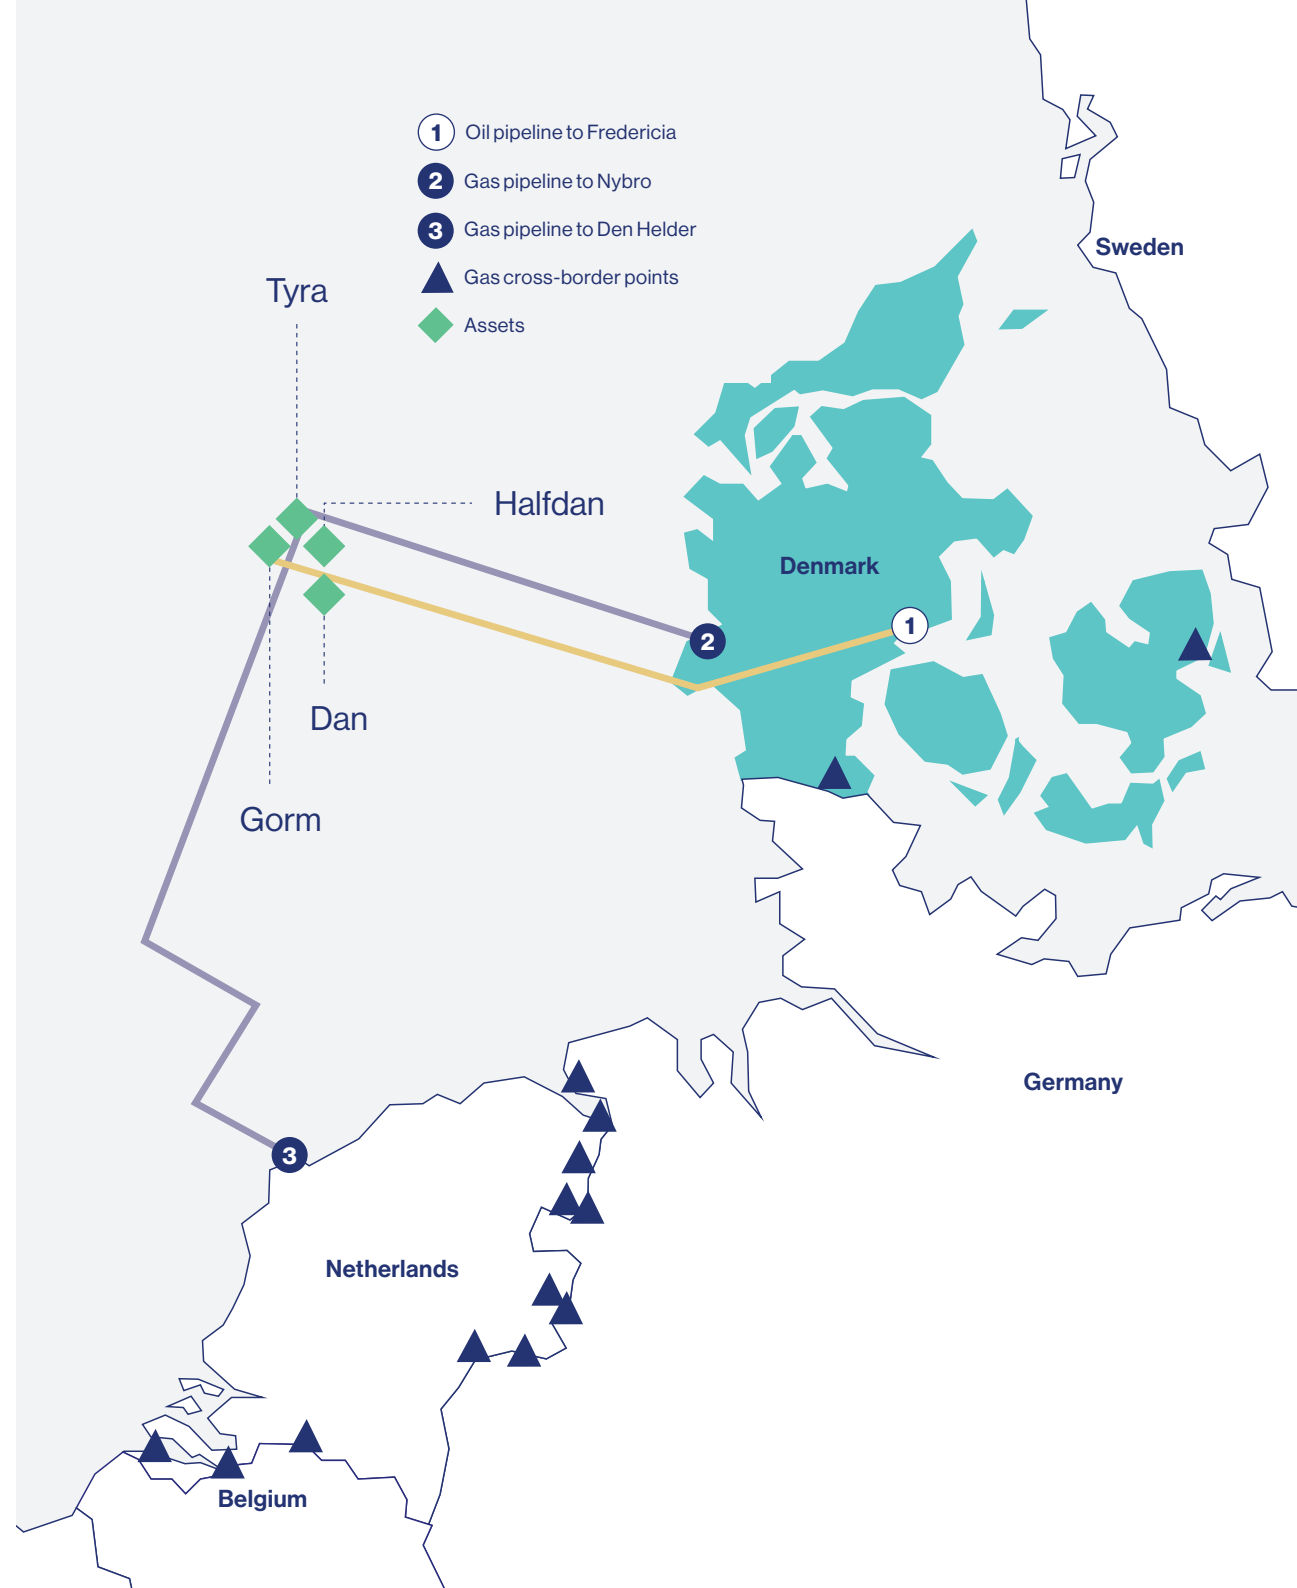 1 Oil pipeline to Fredericia
2 Gas pipeline to Nybro
3 Gas pipeline to Den Helder
Gas cross-border points
Assets
Sweden
Tyra
Halfdan
Denmark
1
2
Dan
Gorm
Germany
3
Netherlands
Belgium